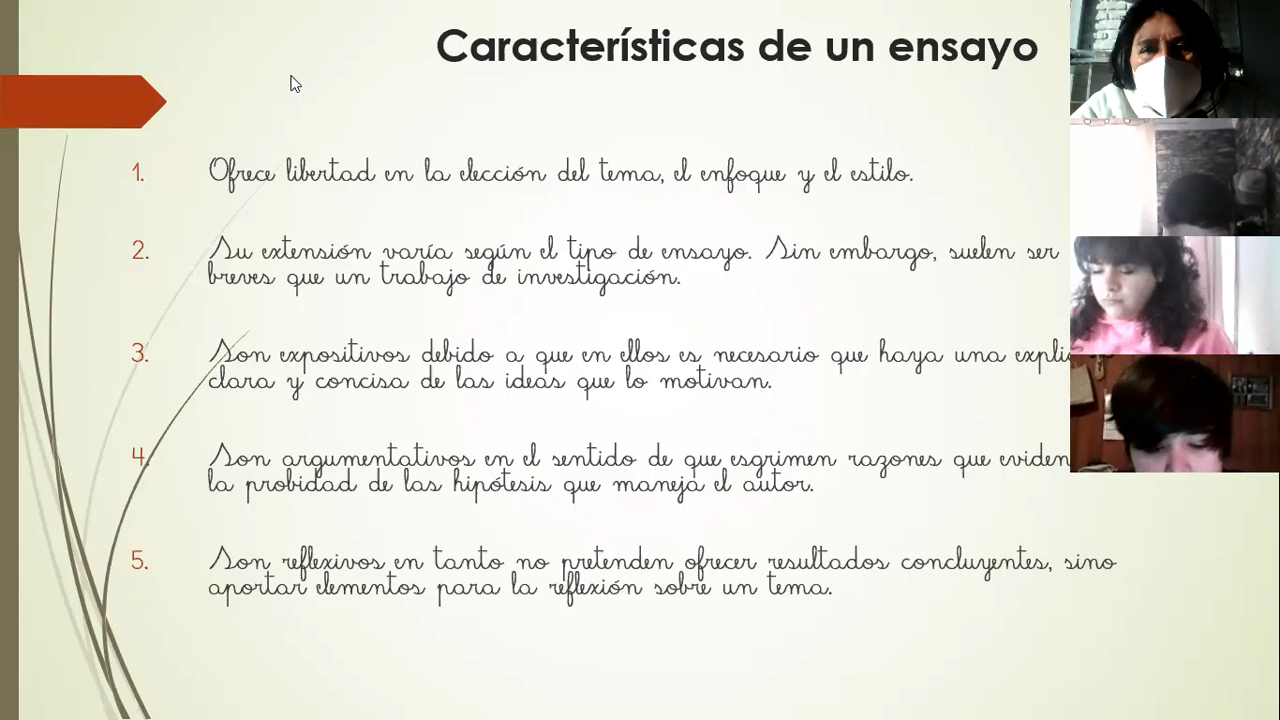 Características de un ensayo
1. Ofrece libertad en la elección del tema, el enfoque y el estilo.
2. Su extensión varía según el tipo de ensayo. Sin embargo, suelen ser
breves que un trabajo de investigación.
3. Son expositivos debido a que en ellos es necesario que haya una
clara y concisa de las ideas que lo motivan.
4. Son argumentativos en el sentido de que esgrimen razones que
la probidad de las hipótesis que maneja el autor.
5. Son reflexivos en tanto no pretenden ofrecer resultados concluyentes, sino
aportar elementos para la reflexión sobre un tema.